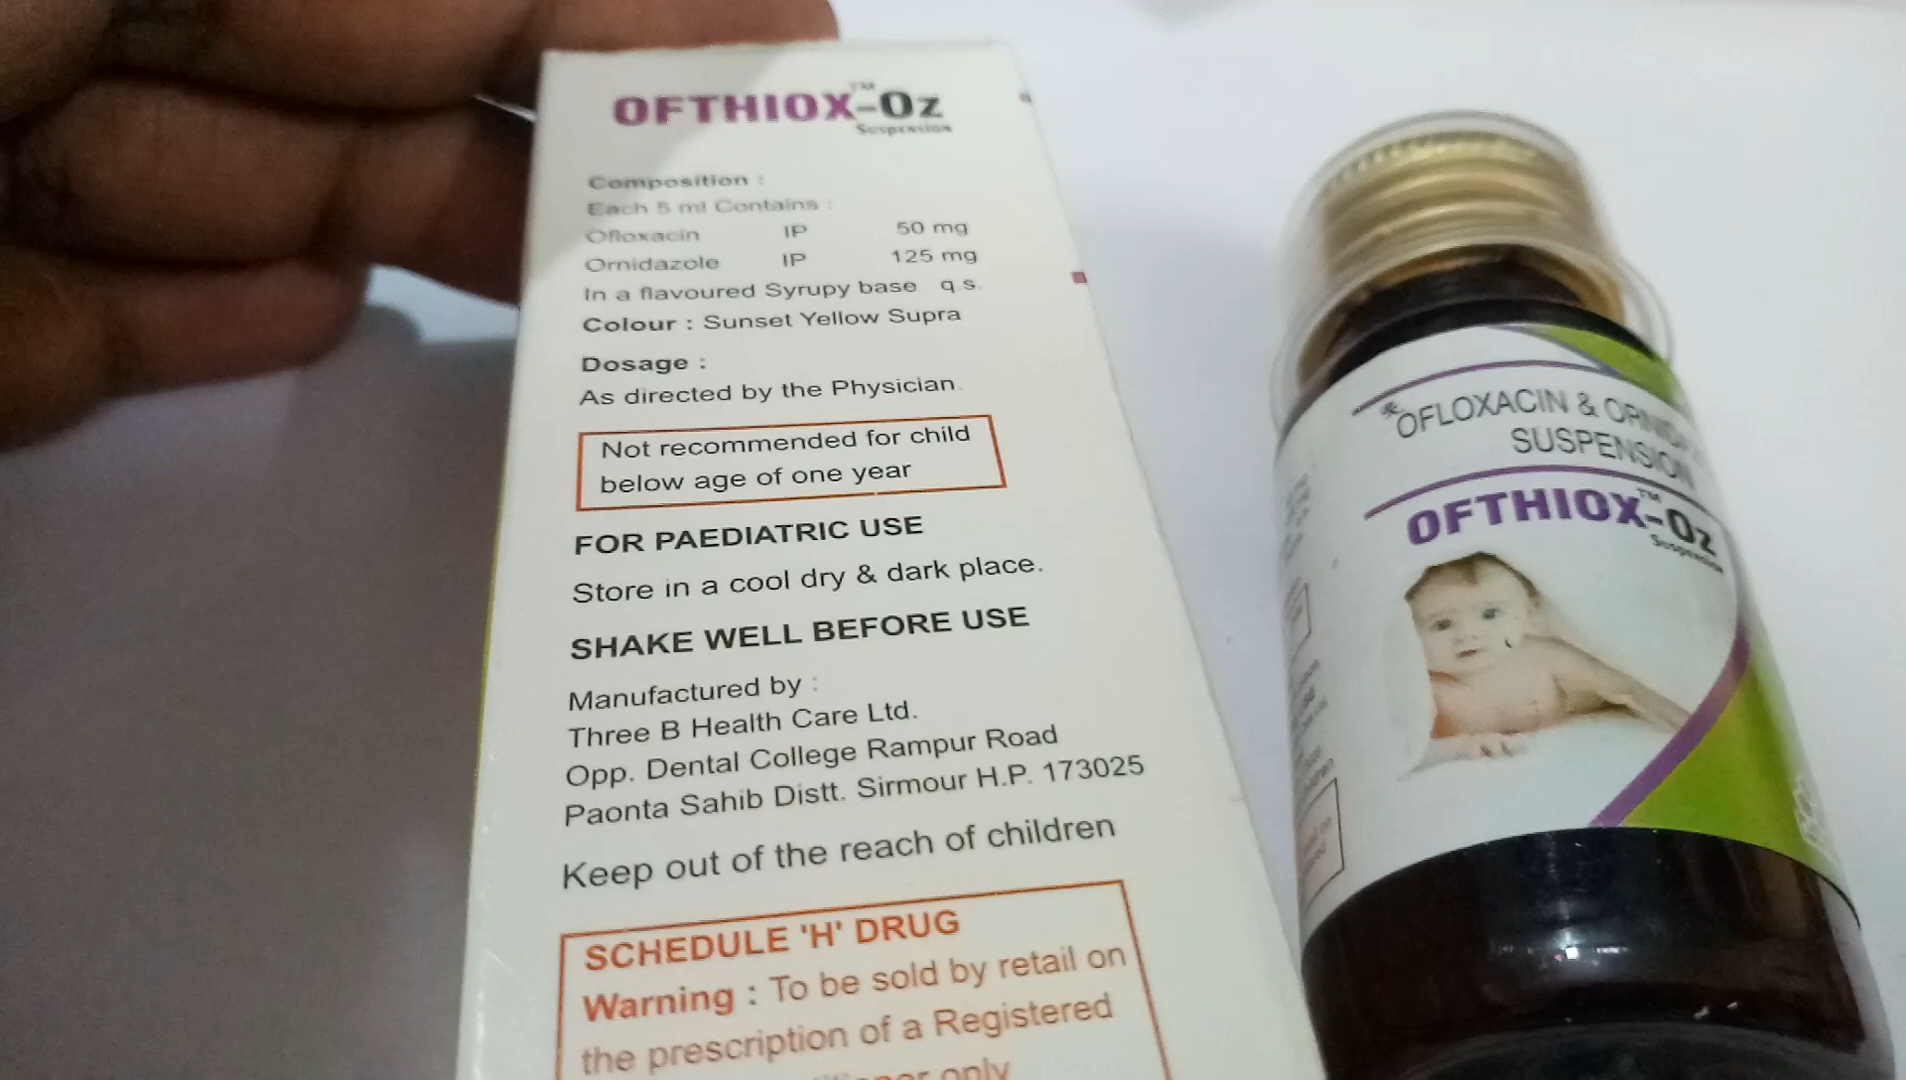 OFTHIOX™-Oz
Suspension
Composition :
Each 5 ml Contains :
Ofloxacin IP 50 mg
Ornidazole IP 125 mg
In a flavoured Syrupy base q.s.
Colour : Sunset Yellow Supra
Dosage :
As directed by the Physician.
Not recommended for child
below age of one year
FOR PAEDIATRIC USE
Store in a cool dry & dark place.
SHAKE WELL BEFORE USE
Manufactured by :
Three B Health Care Ltd.
Opp. Dental College Rampur Road
Paonta Sahib Distt. Sirmour H.P. 173025
Keep out of the reach of children
SCHEDULE 'H' DRUG
Warning : To be sold by retail on
the prescription of a Registered
only
OFLOXACIN &
SUSPENSION
OFTHIOX™-Oz
Suspension